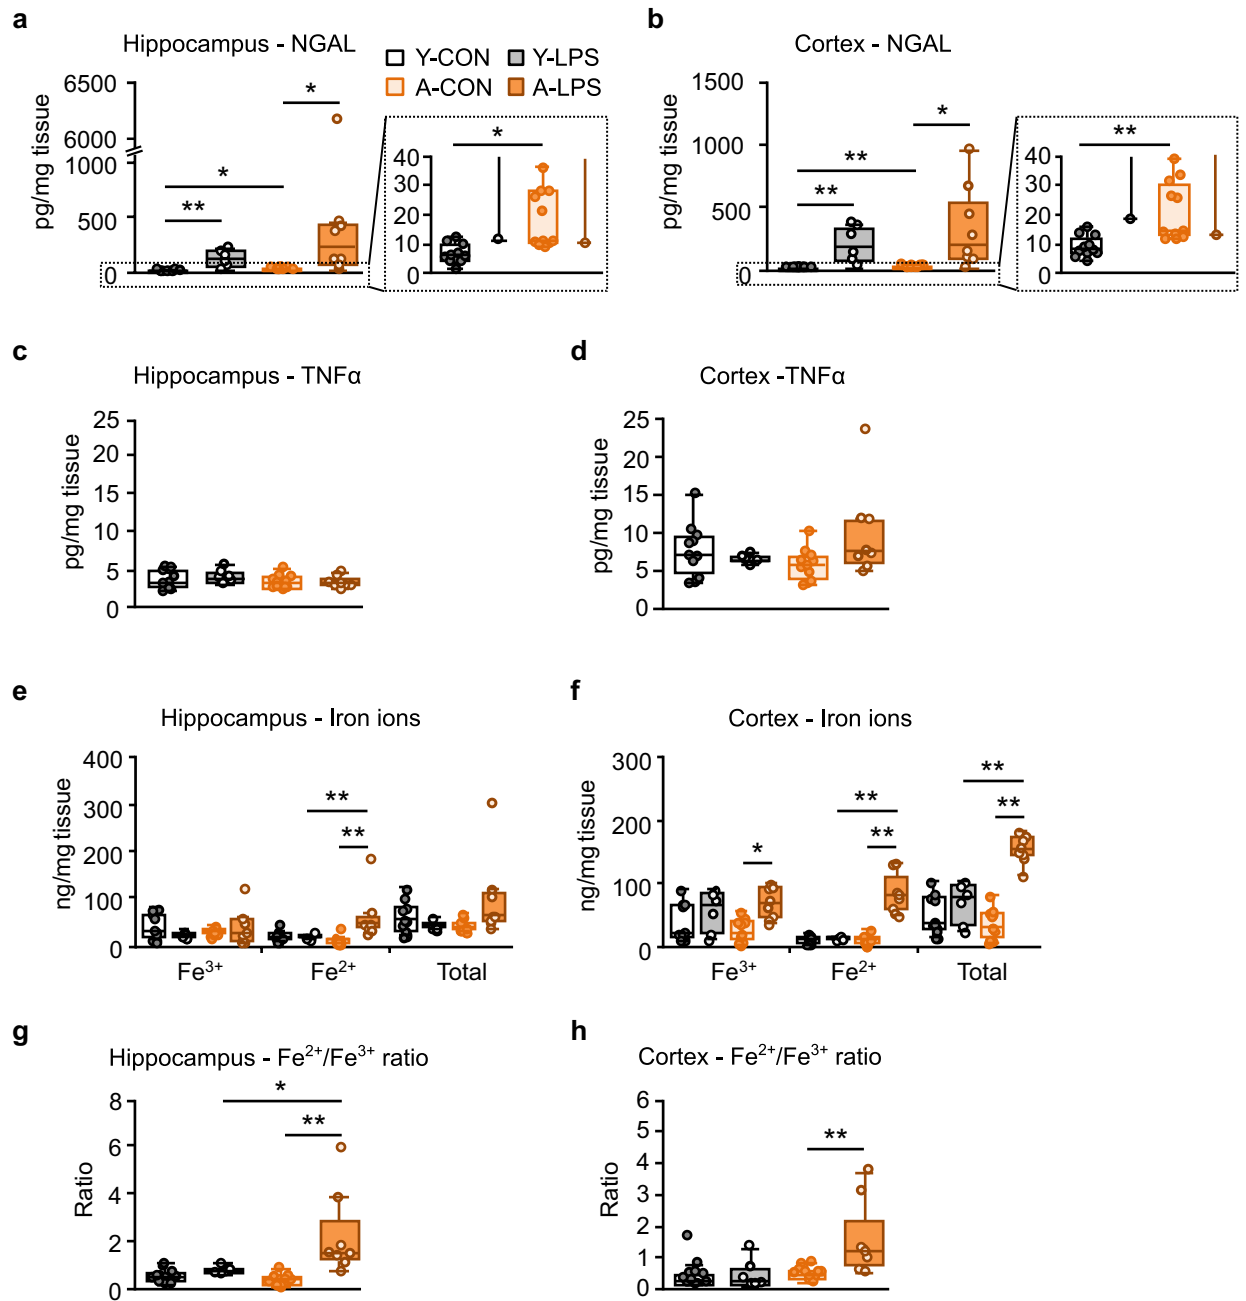 a
Hippocampus - NGAL
Y-CON
Y-LPS
A-CON
A-LPS
pg/mg tissue
6500
6000
1000
500
0
*
*
**
*
40
30
20
10
0
b
Cortex - NGAL
pg/mg tissue
1500
1000
500
0
*
**
**
**
40
30
20
10
0
c
Hippocampus - TNFα
pg/mg tissue
25
20
15
10
5
0
d
Cortex -TNFα
pg/mg tissue
25
20
15
10
5
0
e
Hippocampus - Iron ions
ng/mg tissue
400
300
200
100
0
**
**
Fe³⁺
Fe²⁺
Total
f
Cortex - Iron ions
ng/mg tissue
300
200
100
0
*
**
**
**
**
Fe³⁺
Fe²⁺
Total
g
Hippocampus - Fe²⁺/Fe³⁺ ratio
Ratio
8
6
4
2
0
*
**
h
Cortex - Fe²⁺/Fe³⁺ ratio
Ratio
6
5
4
3
2
1
0
**